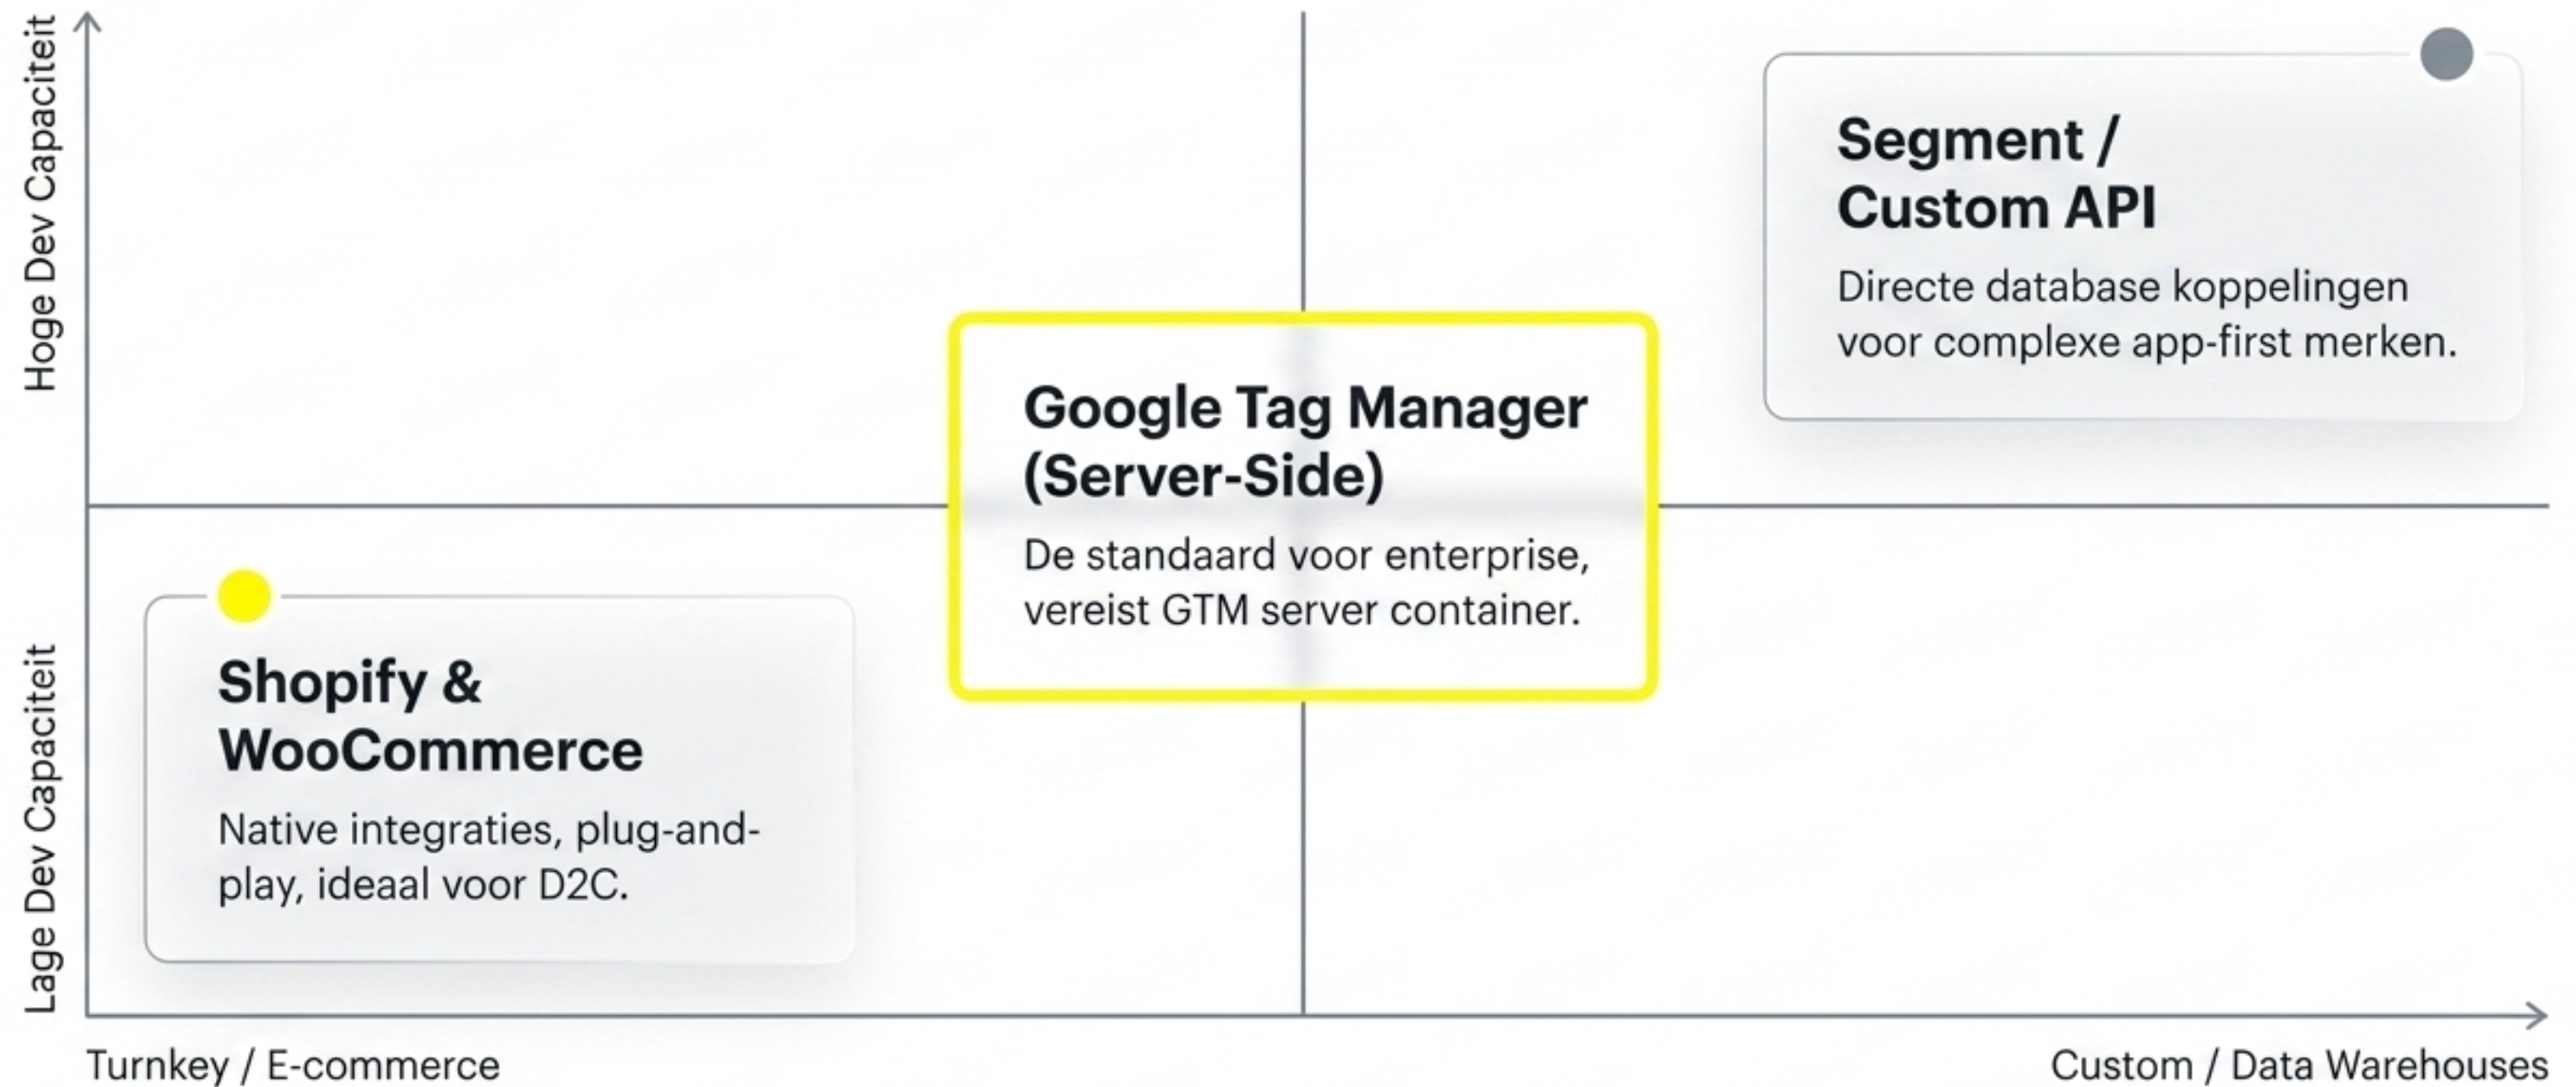 Hoge Dev Capaciteit
Segment /
Custom API
Directe database koppelingen
voor complexe app-first merken.
Google Tag Manager
(Server-Side)
De standaard voor enterprise,
vereist GTM server container.
Lage Dev Capaciteit
Shopify &
WooCommerce
Native integraties, plug-and-
play, ideaal voor D2C.
Turnkey / E-commerce
Custom / Data Warehouses